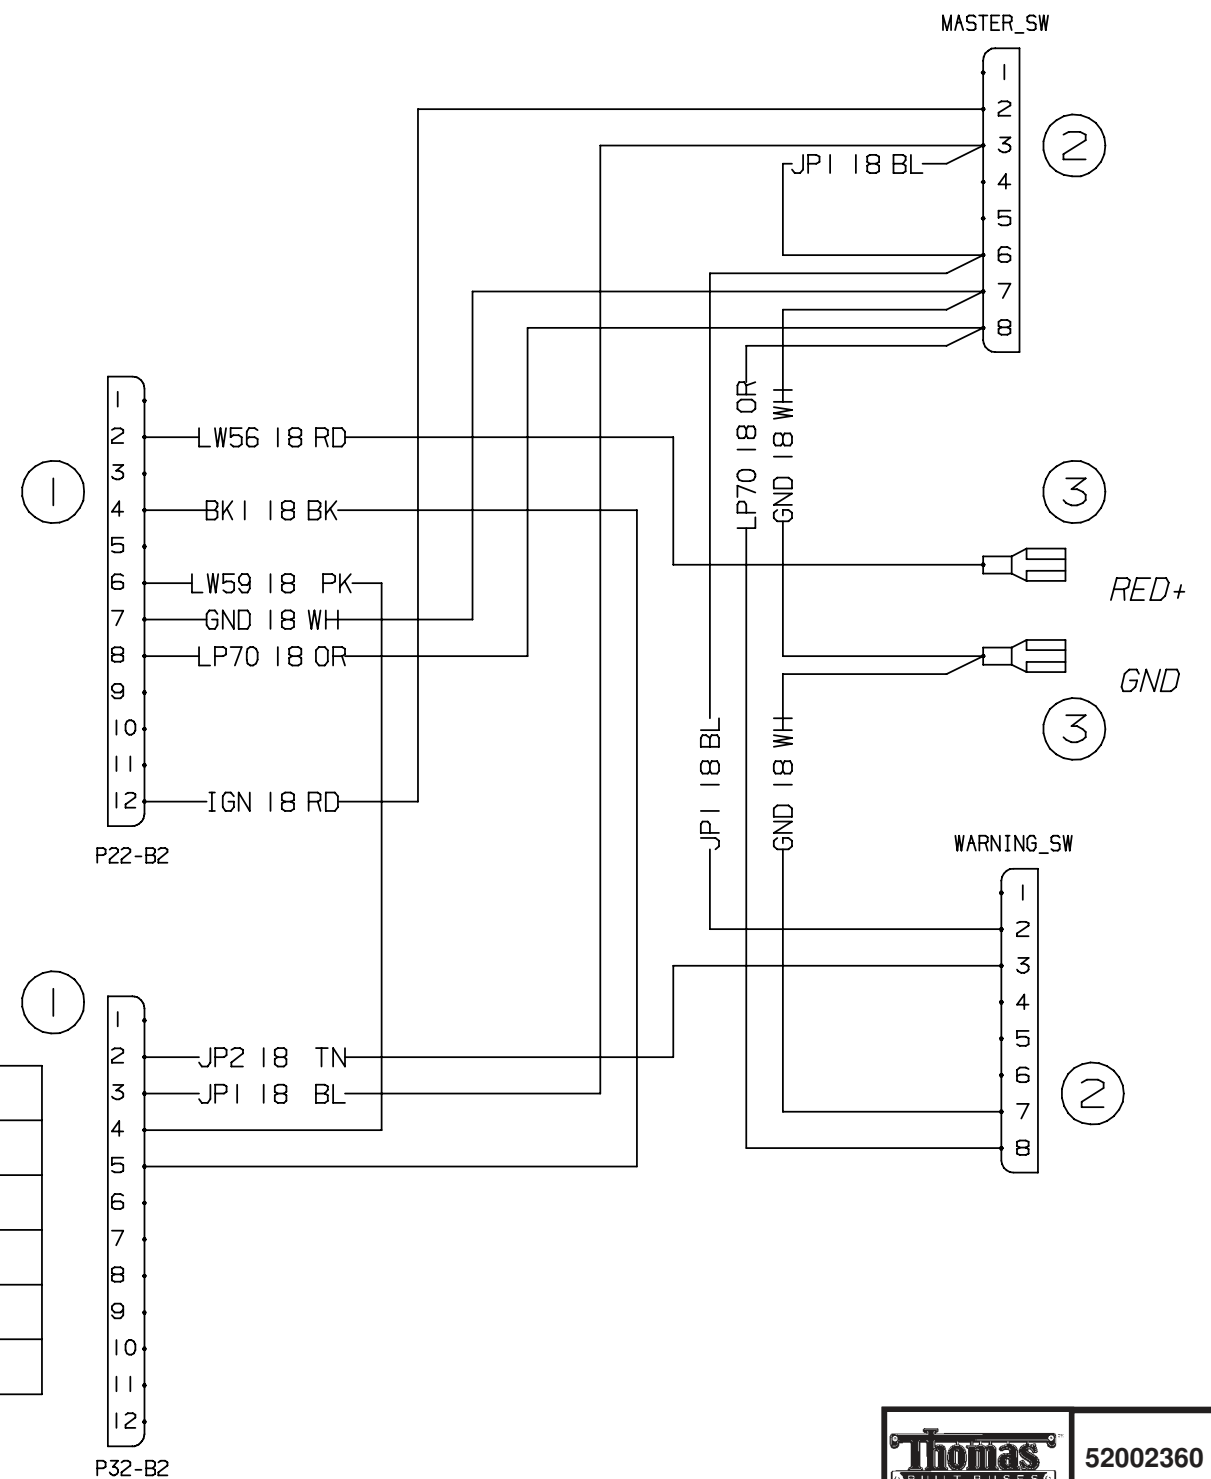 MASTER_SW
1
2
3
4
5
6
7
8
2
JP1 18 BL
LP70 18 OR
GND 18 WH
1
1
2
3
4
5
6
7
8
9
10
11
12
LW56 18 RD
BK1 18 BK
LW59 18 PK
GND 18 WH
LP70 18 OR
IGN 18 RD
P22-B2
3
RED+
GND
3
JP1 18 BL
GND 18 WH
WARNING_SW
1
2
3
4
5
6
7
8
2
1
1
2
3
4
5
6
7
8
9
10
11
12
JP2 18 TN
JP1 18 BL
P32-B2
Thomas
BUILT BUSES
52002360